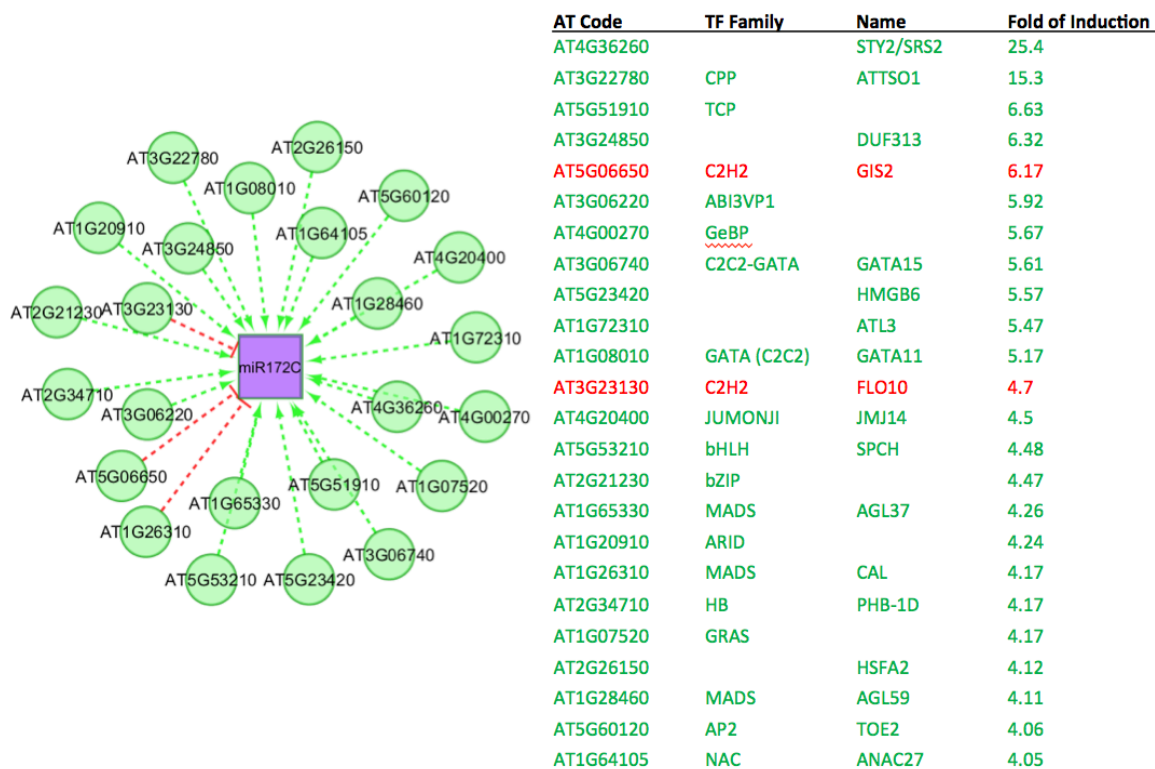 AT Code TF Family Name Fold of Induction
AT4G36260 STY2/SRS2 25.4
AT3G22780 CPP ATTSO1 15.3
AT5G51910 TCP 6.63
AT3G24850 DUF313 6.32
AT5G06650 C2H2 GIS2 6.17
AT3G06220 ABI3VP1 5.92
AT4G00270 GeBP 5.67
AT3G06740 C2C2-GATA GATA15 5.61
AT5G23420 HMGB6 5.57
AT1G72310 ATL3 5.47
AT1G08010 GATA (C2C2) GATA11 5.17
AT3G23130 C2H2 FLO10 4.7
AT4G20400 JUMONJI JMJ14 4.5
AT5G53210 bHLH SPCH 4.48
AT2G21230 bZIP 4.47
AT1G65330 MADS AGL37 4.26
AT1G20910 ARID 4.24
AT1G26310 MADS CAL 4.17
AT2G34710 HB PHB-1D 4.17
AT1G07520 GRAS 4.17
AT2G26150 HSFA2 4.12
AT1G28460 MADS AGL59 4.11
AT5G60120 AP2 TOE2 4.06
AT1G64105 NAC ANAC27 4.05
AT2G26150
AT3G22780
AT1G08010
AT5G60120
AT1G20910
AT1G64105
AT3G24850
AT4G20400
AT2G21230
AT3G23130
AT1G28460
AT1G72310
miR172C
AT2G34710
AT3G06220
AT4G36260
AT4G00270
AT5G06650
AT5G51910
AT1G07520
AT1G65330
AT1G26310
AT3G06740
AT5G53210
AT5G23420